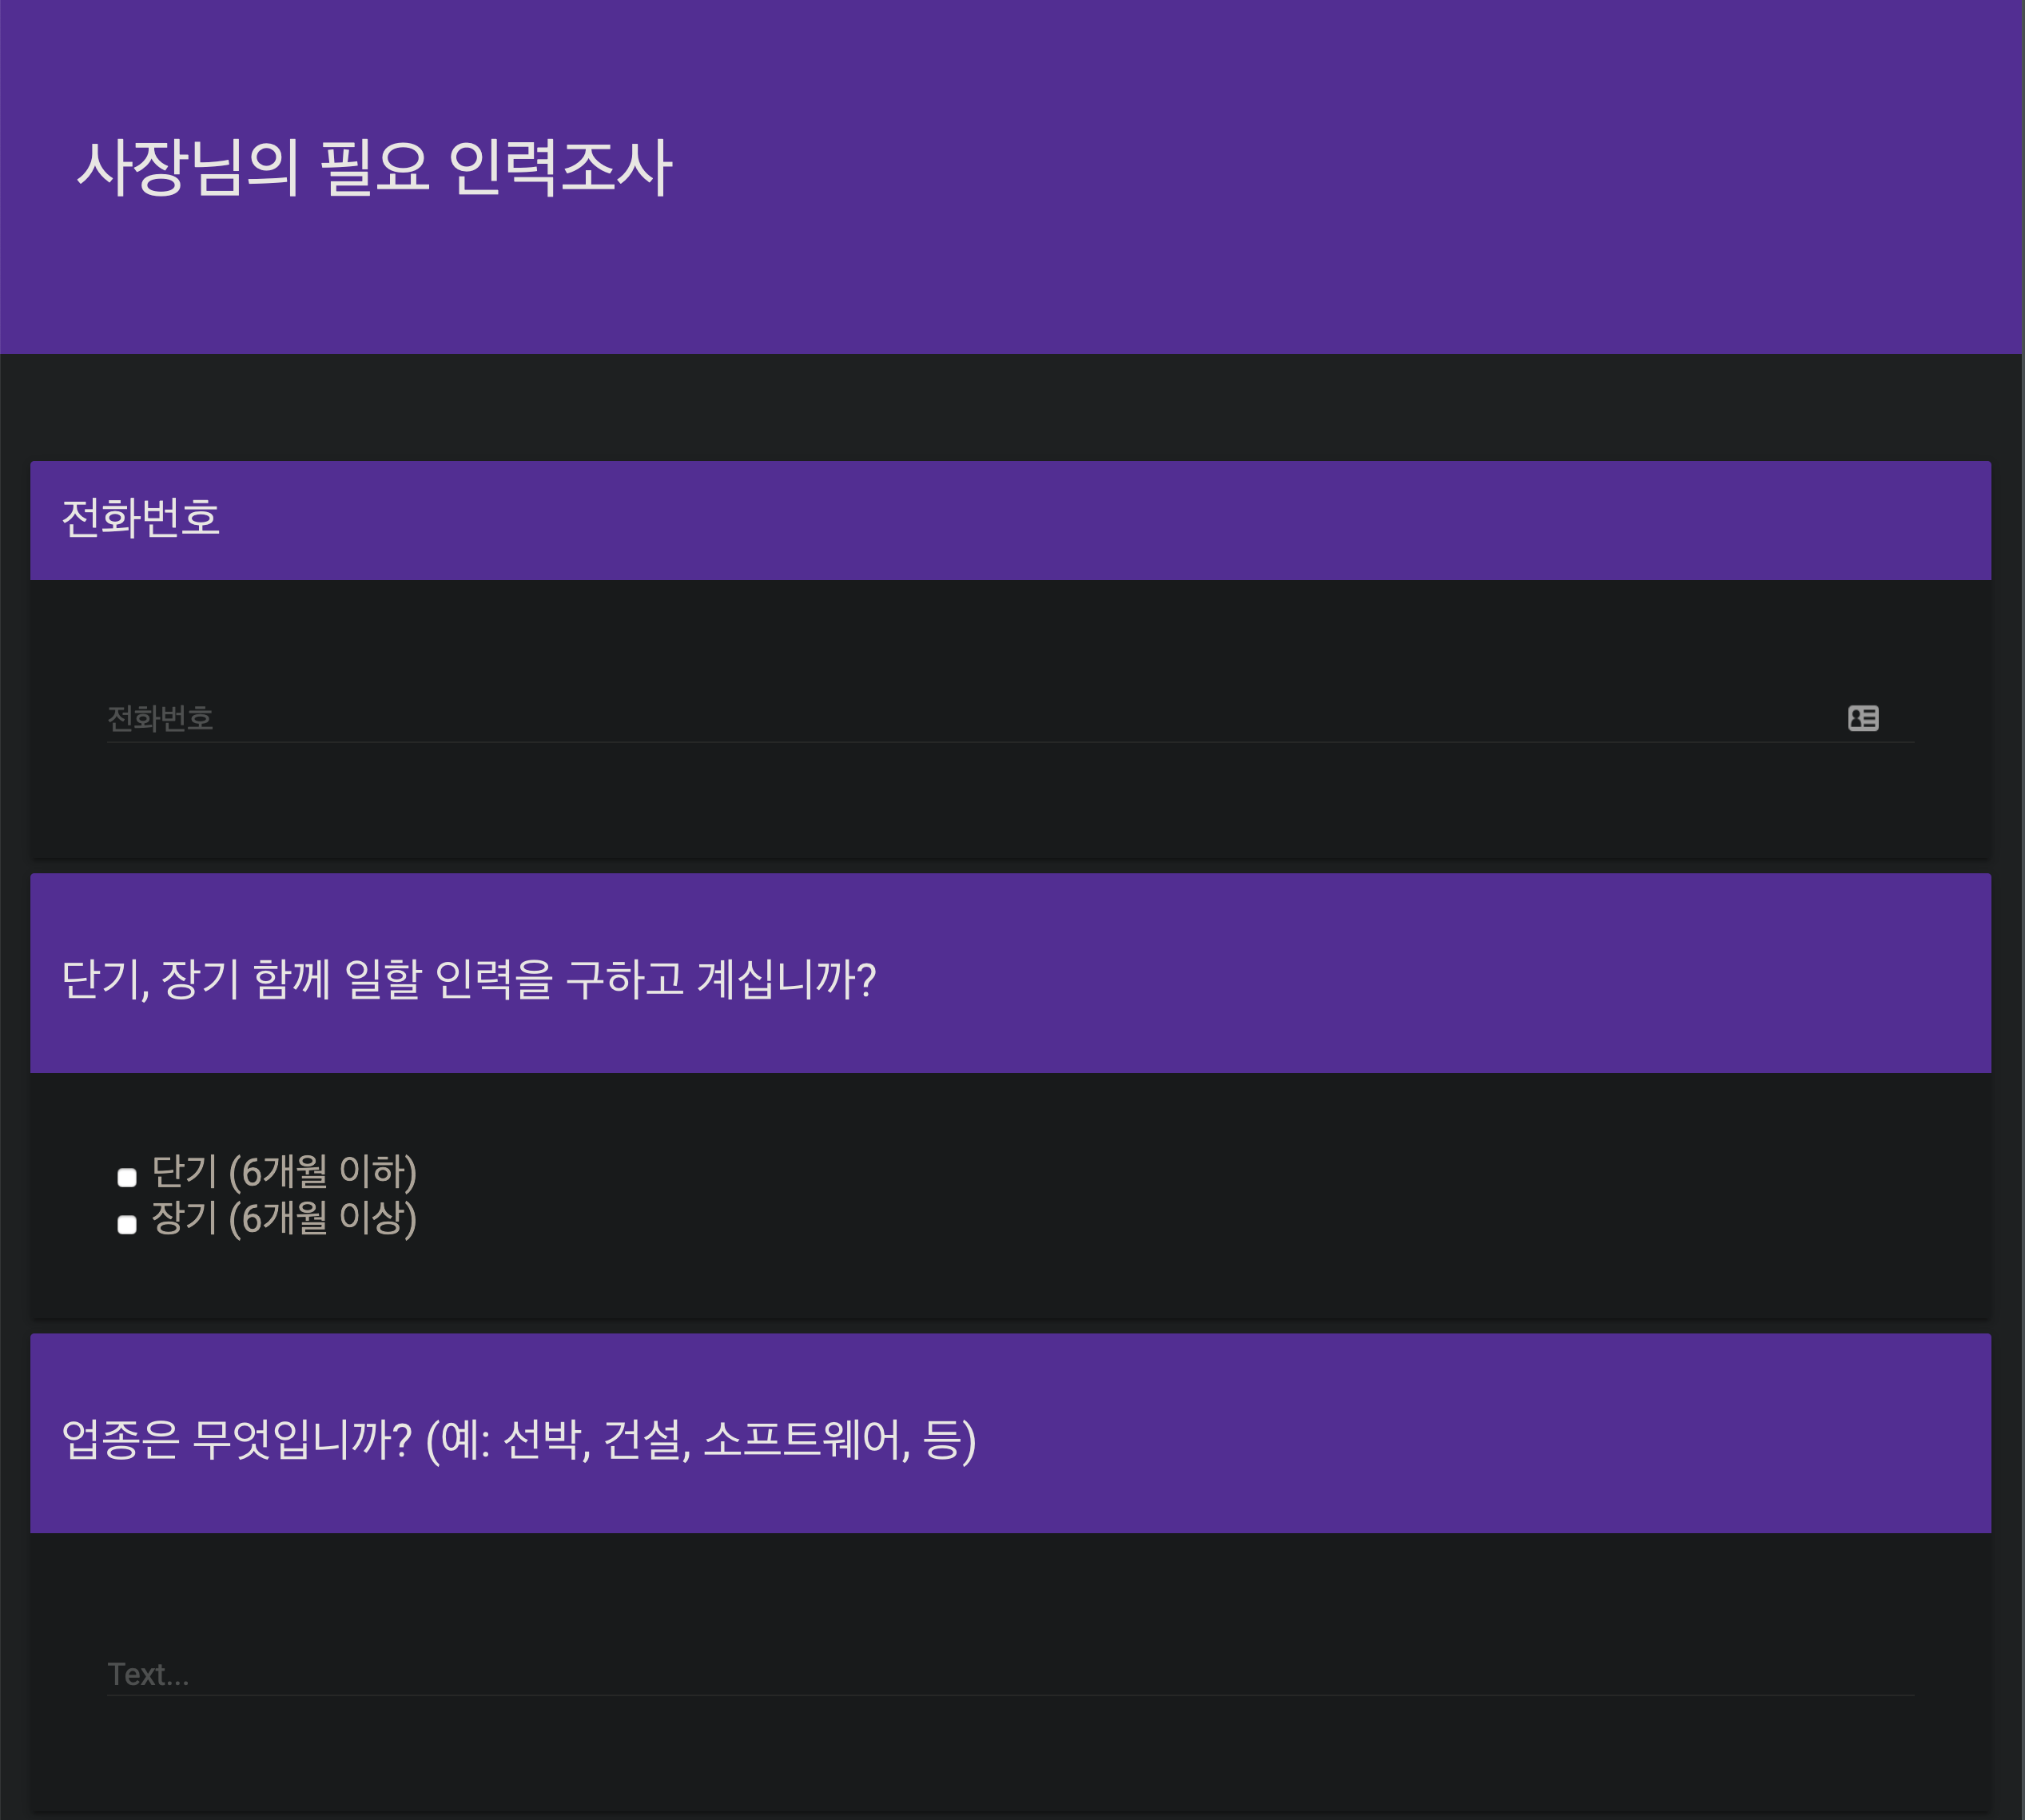 사장님의 필요 인력조사
전화번호
전화번호
단기, 장기 함께 일할 인력을 구하고 계십니까?
단기 (6개월 이하)
장기 (6개월 이상)
업종은 무엇입니까? (예: 선박, 건설, 소프트웨어, 등)
Text...